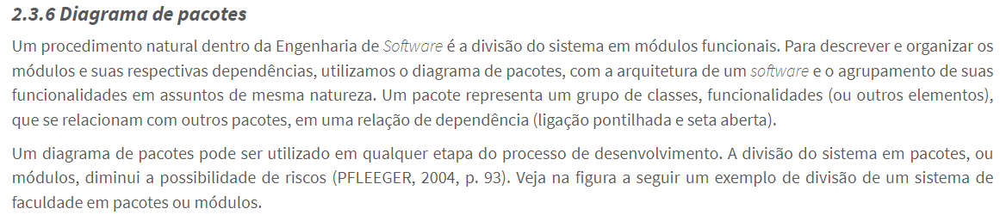 2.3.6 Diagrama de pacotes
Um procedimento natural dentro da Engenharia de Software é a divisão do sistema em módulos funcionais. Para descrever e organizar os
módulos e suas respectivas dependências, utilizamos o diagrama de pacotes, com a arquitetura de um software e o agrupamento de suas
funcionalidades em assuntos de mesma natureza. Um pacote representa um grupo de classes, funcionalidades (ou outros elementos),
que se relacionam com outros pacotes, em uma relação de dependência (ligação pontilhada e seta aberta).
Um diagrama de pacotes pode ser utilizado em qualquer etapa do processo de desenvolvimento. A divisão do sistema em pacotes, ou
módulos, diminui a possibilidade de riscos (PFLEEGER, 2004, p. 93). Veja na figura a seguir um exemplo de divisão de um sistema de
faculdade em pacotes ou módulos.